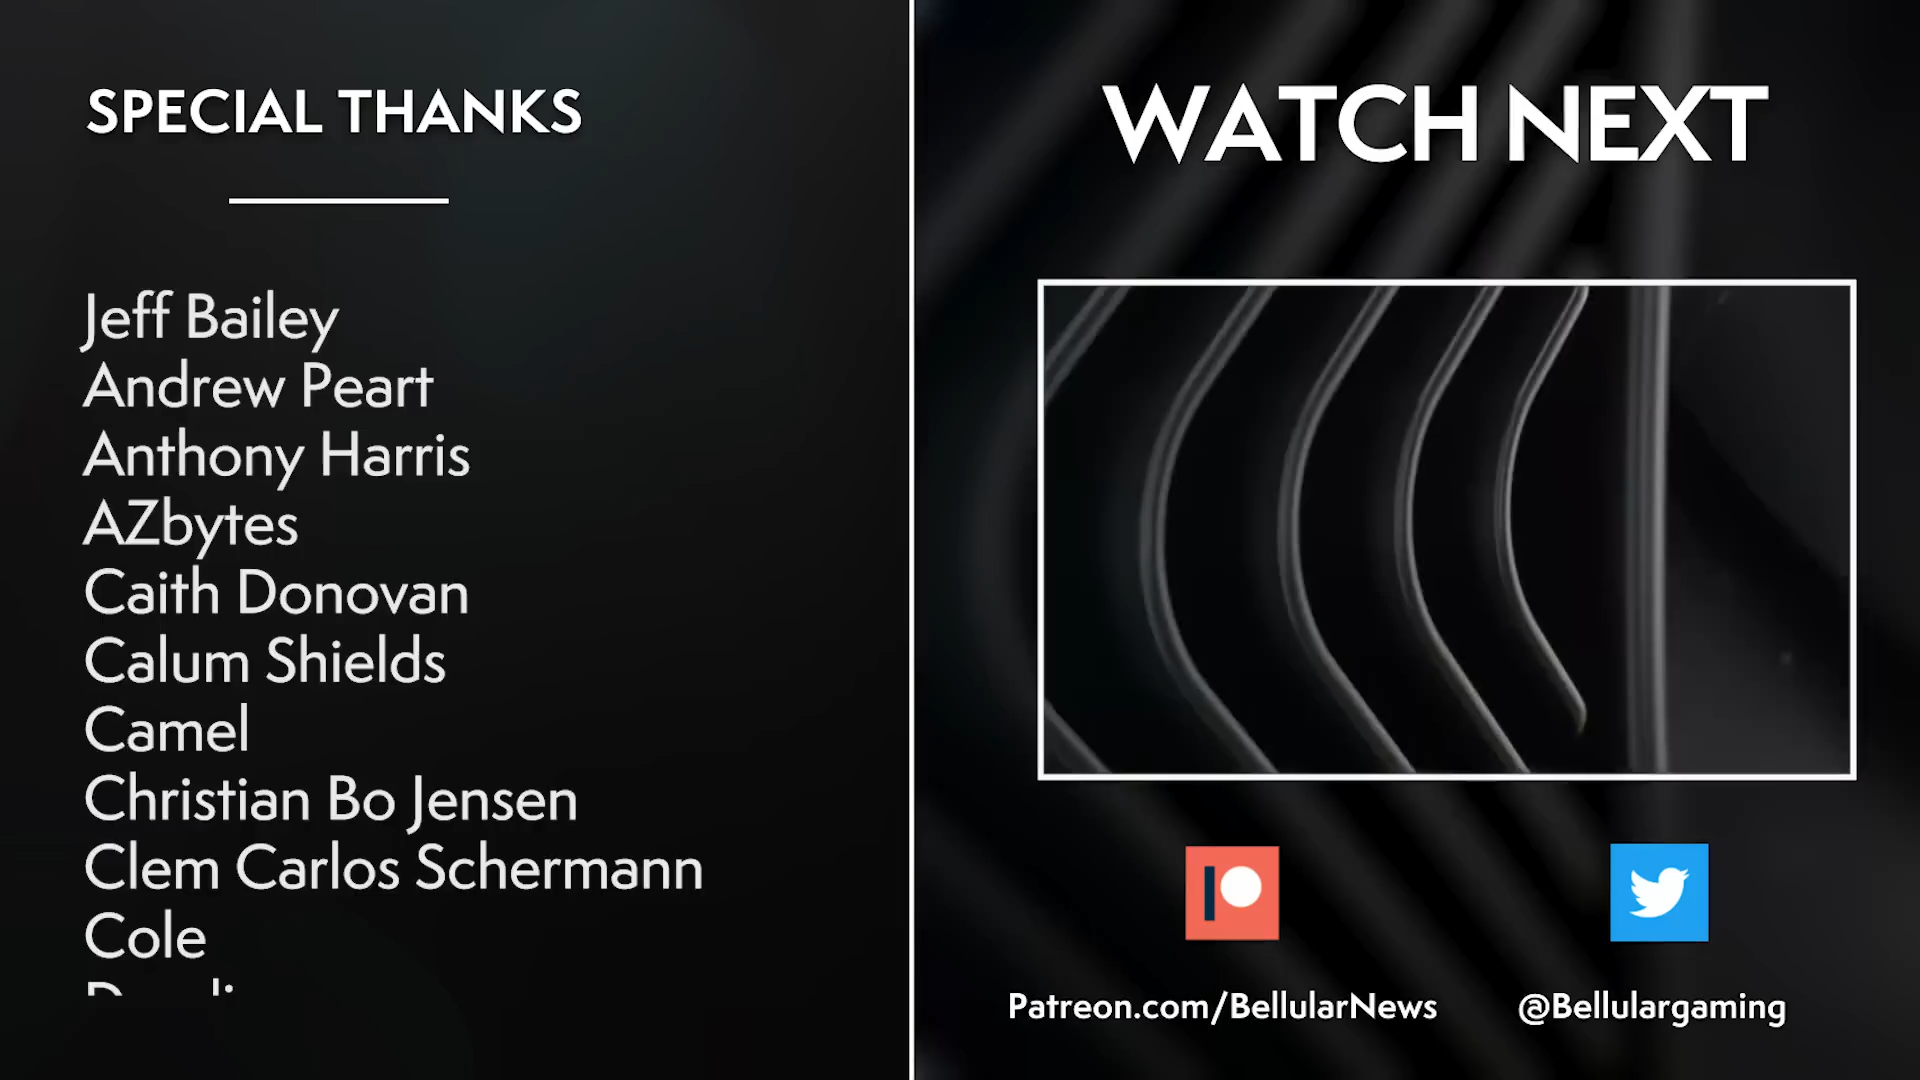 SPECIAL THANKS
Jeff Bailey
Andrew Peart
Anthony Harris
AZbytes
Caith Donovan
Calum Shields
Camel
Christian Bo Jensen
Clem Carlos Schermann
Cole
WATCH NEXT
Patreon.com/BellularNews
@Bellulargaming